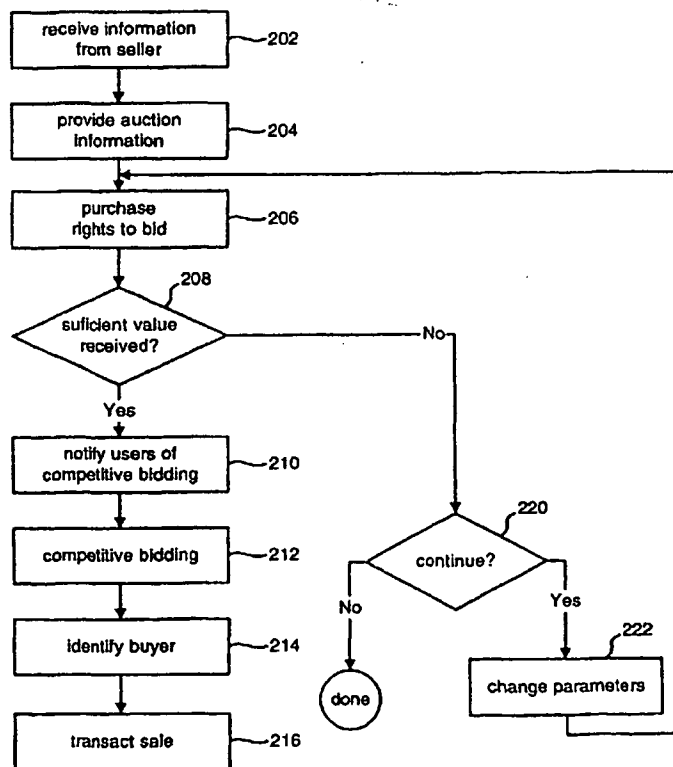 receive information
from seller
202
provide auction
information
204
purchase
rights to bid
206
208
suficient value
received?
No
Yes
notify users of
competitive bidding
210
competitive bidding
212
220
continue?
No
Yes
identify buyer
214
222
done
change parameters
transact sale
216